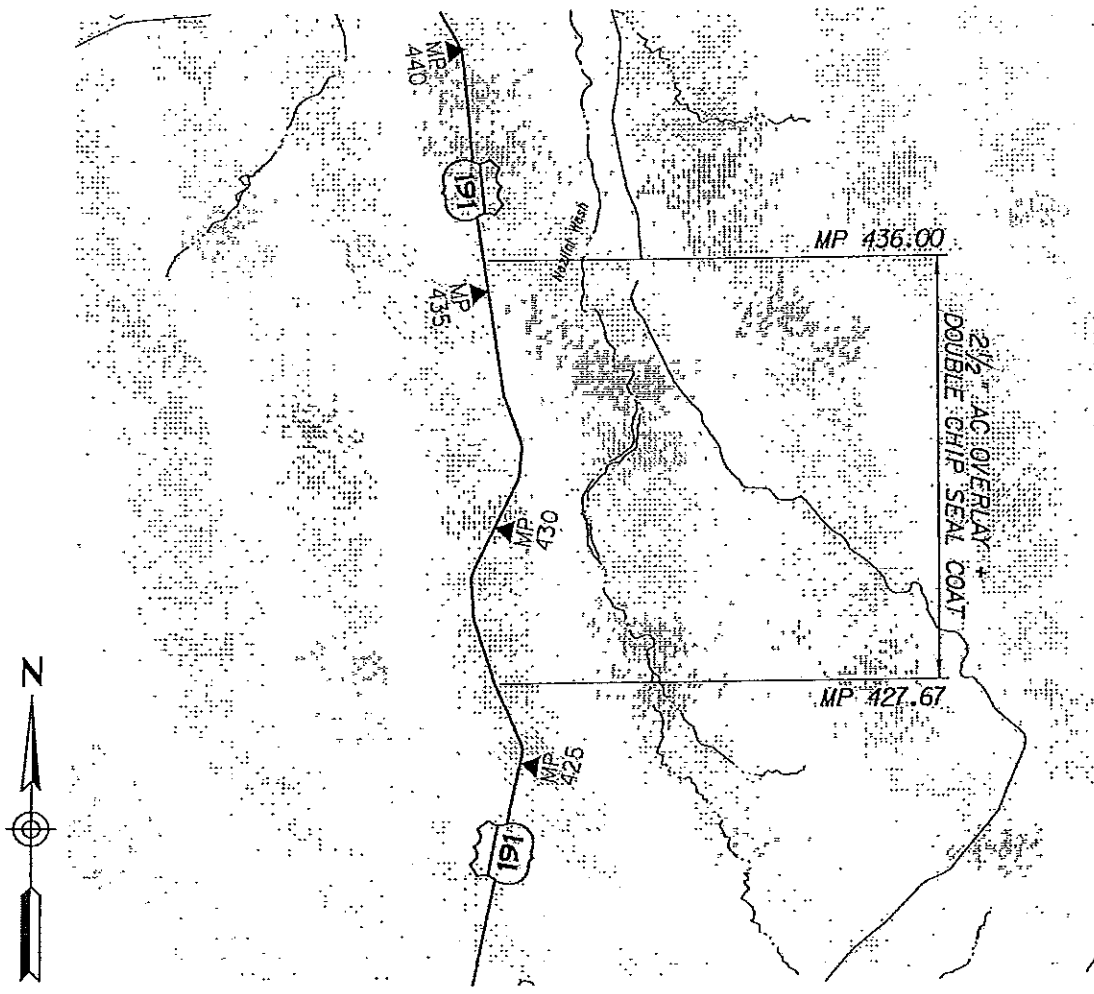 MP
440
191
Nazlini Wash
MP 436.00
MP
435
2½" AC OVERLAY +
DOUBLE CHIP SEAL COAT
MP
430
N
MP 427.67
MP
425
191